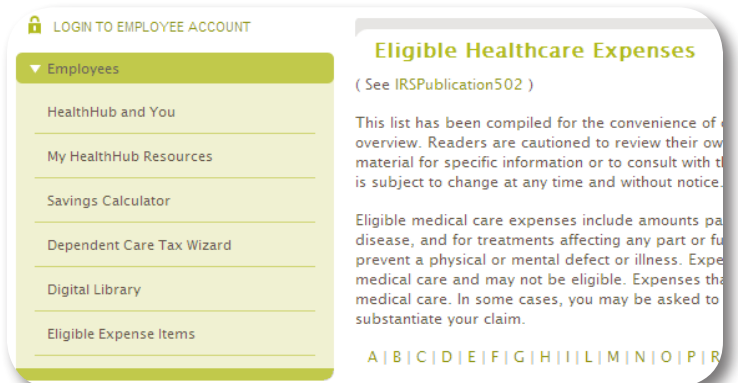 LOGIN TO EMPLOYEE ACCOUNT
Employees
HealthHub and You
My HealthHub Resources
Savings Calculator
Dependent Care Tax Wizard
Digital Library
Eligible Expense Items
Eligible Healthcare Expenses
( See IRSPublication502 )
This list has been compiled for the convenience of
overview. Readers are cautioned to review their ow
material for specific information or to consult with t
is subject to change at any time and without notice.
Eligible medical care expenses include amounts pa
disease, and for treatments affecting any part or fu
prevent a physical or mental defect or illness. Expe
medical care and may not be eligible. Expenses tha
medical care. In some cases, you may be asked to
substantiate your claim.
A | B | C | D | E | F | G | H | I | L | M | N | O | P | R